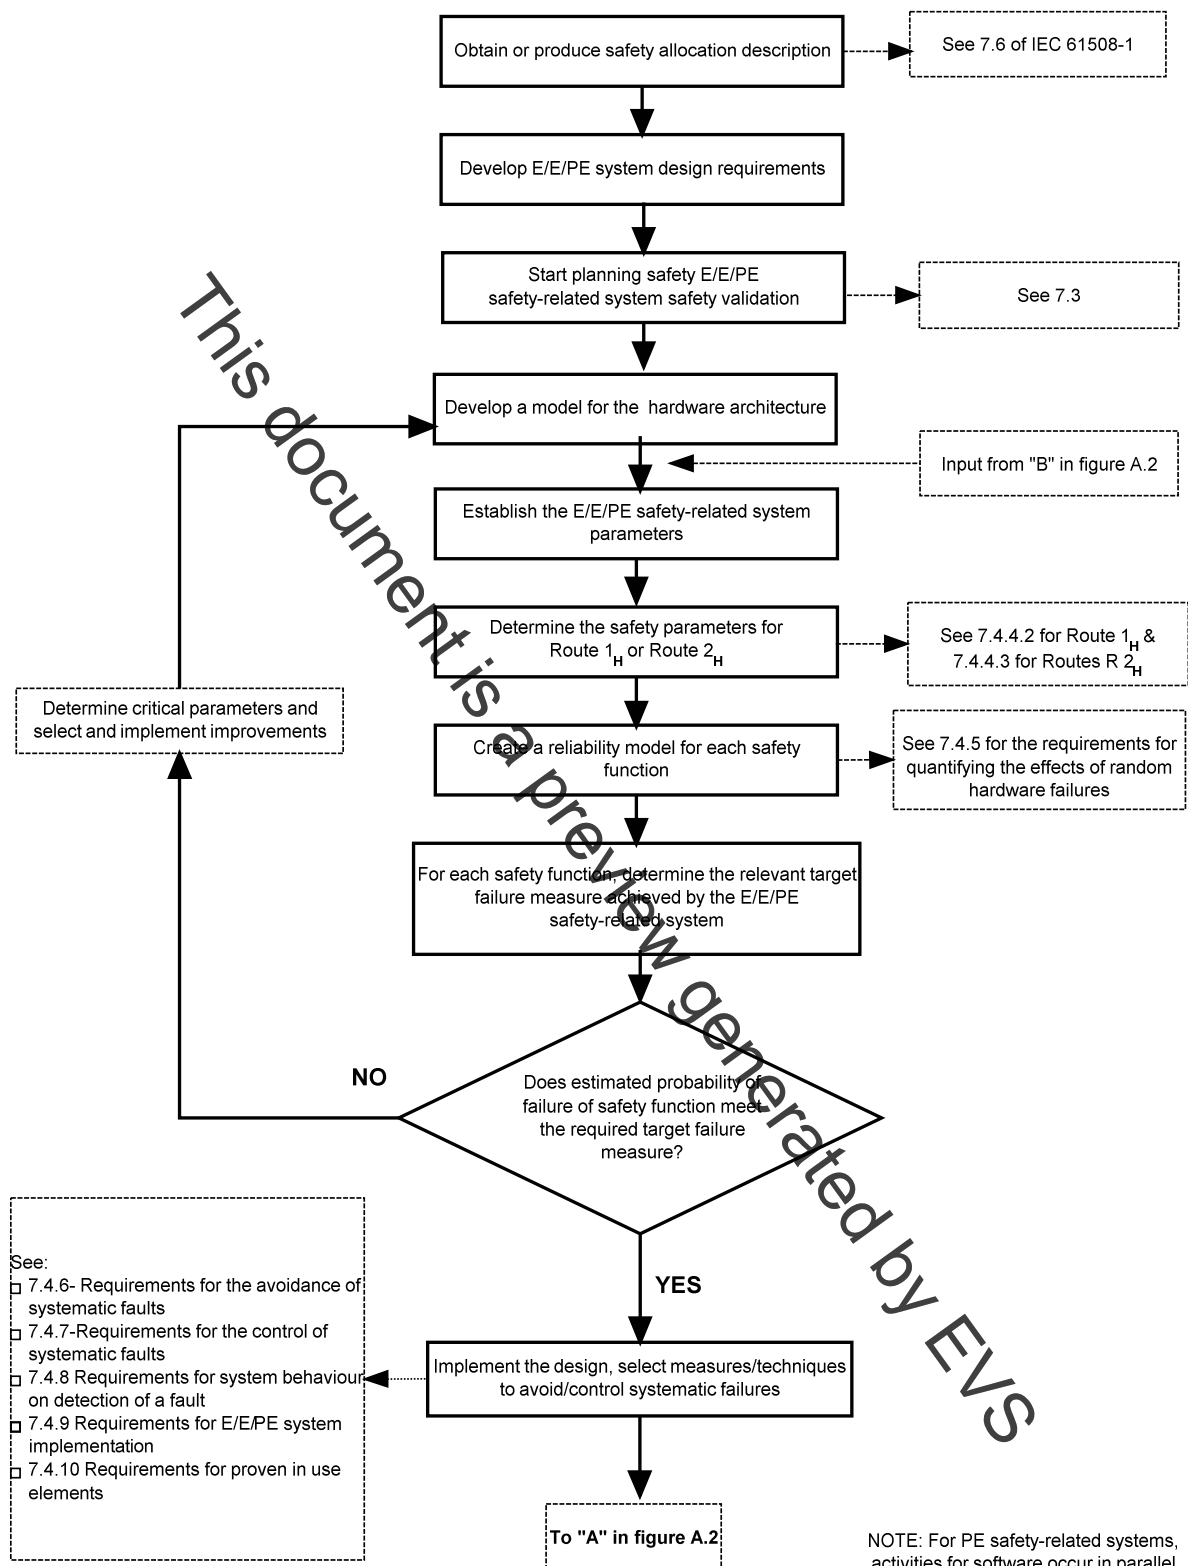 Obtain or produce safety allocation description
See 7.6 of IEC 61508-1
Develop E/E/PE system design requirements
Start planning safety E/E/PE
safety-related system safety validation
See 7.3
Develop a model for the hardware architecture
Input from "B" in figure A.2
Establish the E/E/PE safety-related system
parameters
Determine the safety parameters for
Route 1H or Route 2H
See 7.4.4.2 for Route 1H &
7.4.4.3 for Routes R 2H
Determine critical parameters and
select and implement improvements
Create a reliability model for each safety
function
See 7.4.5 for the requirements for
quantifying the effects of random
hardware failures
For each safety function, determine the relevant target
failure measure achieved by the E/E/PE
safety-related system
NO
Does estimated probability of
failure of safety function meet
the required target failure
measure?
YES
See:
7.4.6- Requirements for the avoidance of
systematic faults
7.4.7-Requirements for the control of
systematic faults
7.4.8 Requirements for system behaviour
on detection of a fault
7.4.9 Requirements for E/E/PE system
implementation
7.4.10 Requirements for proven in use
elements
Implement the design, select measures/techniques
to avoid/control systematic failures
To "A" in figure A.2
NOTE: For PE safety-related systems,
activities for software occur in parallel
This document is a preview generated by EVS